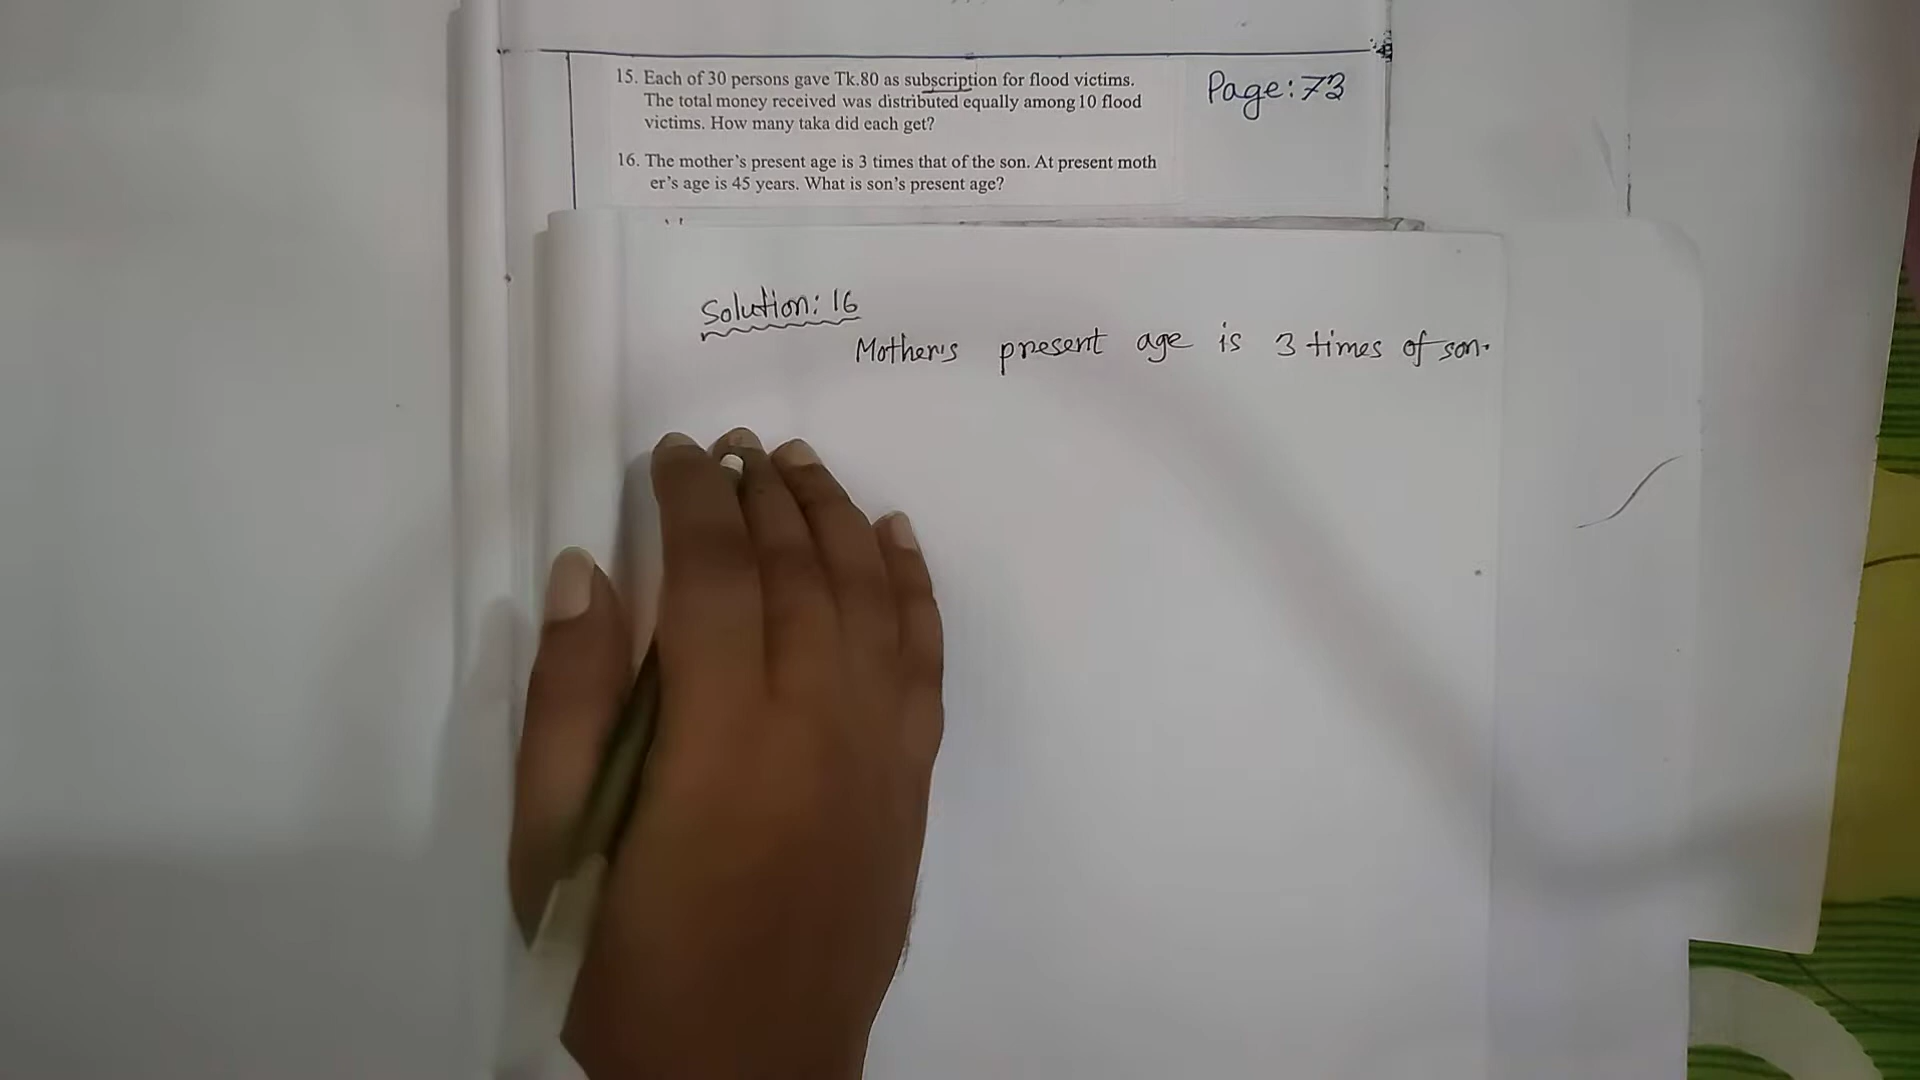 15. Each of 30 persons gave Tk.80 as subscription for flood victims.
The total money received was distributed equally among 10 flood
victims. How many taka did each get?
Page: 73
16. The mother's present age is 3 times that of the son. At present moth
er's age is 45 years. What is son's present age?
Solution: 16
Mother's present age is 3 times of son.